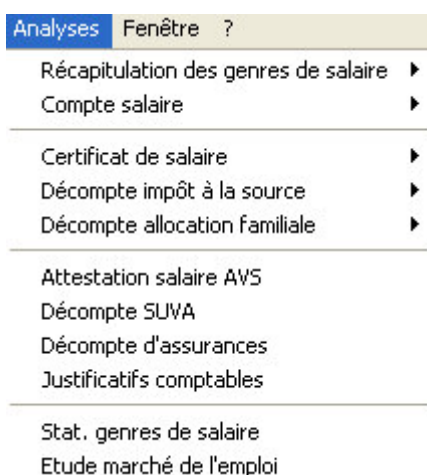 Analyses Fenêtre ?
Récapitulation des genres de salaire
Compte salaire
Certificat de salaire
Décompte impôt à la source
Décompte allocation familiale
Attestation salaire AVS
Décompte SUVA
Décompte d'assurances
Justificatifs comptables
Stat. genres de salaire
Etude marché de l'emploi